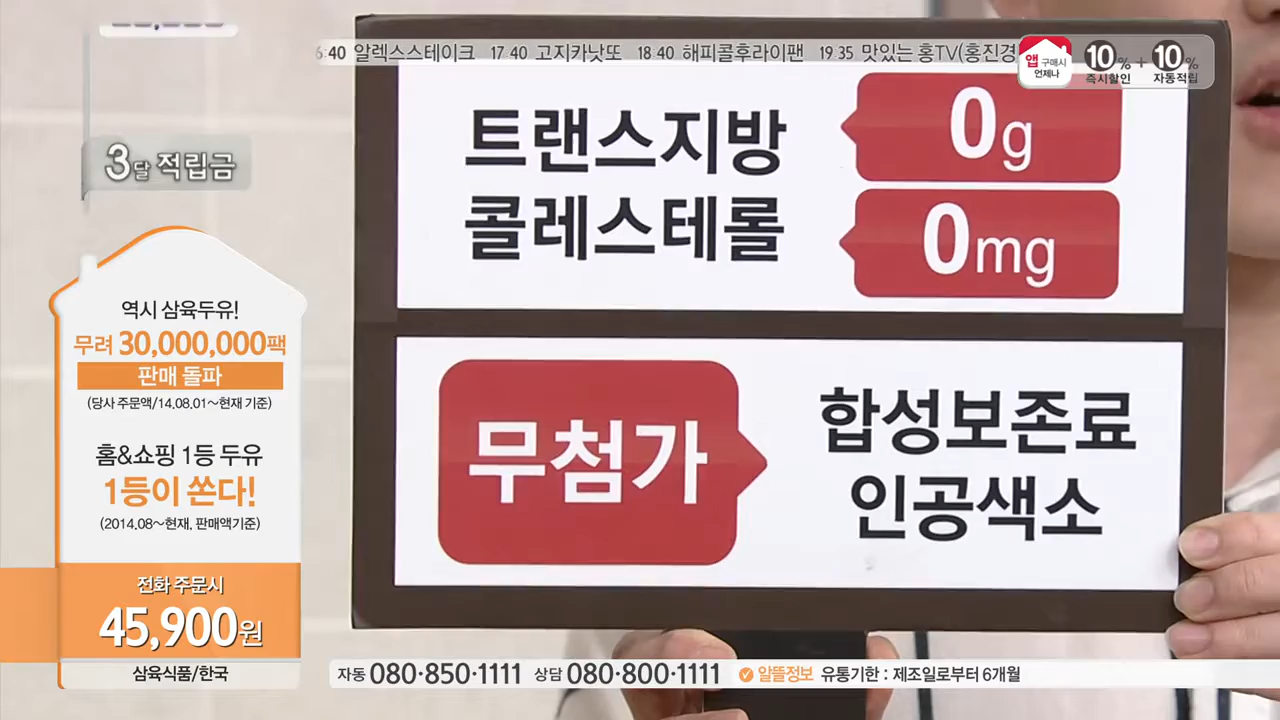 6:40 알렉스스테이크 17 40 고지카낫또 18 40 해피콜후라이팬 19 35 맛있는 홍TV(홍진경
앱 구매시 언제나
10% + 10%
즉시할인 자동적립
3달 적립금
트랜스지방 0g
콜레스테롤 0mg
무첨가
합성보존료
인공색소
역시 삼육두유!
무려 30,000,000팩
판매 돌파
(당사 주문액/14.08.01~현재 기준)
홈&쇼핑 1등 두유
1등이 쏜다!
(2014.08~현재, 판매액기준)
전화 주문시
45,900원
삼육식품/한국
자동 080·850·1111 상담 080·800·1111 알뜰정보 유통기한 : 제조일로부터 6개월